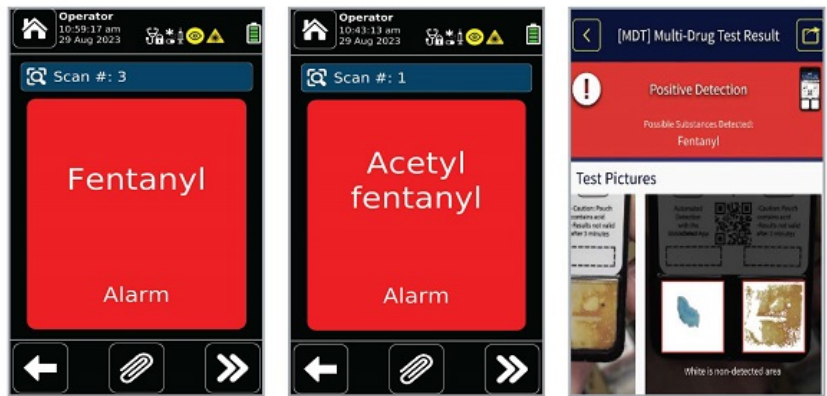 Operator
10:59:17 am
29 Aug 2023
Scan #: 3
Fentanyl
Alarm
Operator
10:43:13 am
29 Aug 2023
Scan #: 1
Acetyl
fentanyl
Alarm
[MDT] Multi-Drug Test Result
Positive Detection
Possible Substances Detected:
Fentanyl
Test Pictures
-Caution: Pouch
contains acid
-Results not valid
after 5 minutes
Automated
Detection
with the
App
-Caution: Pouch
contains acid
-Results not valid
after 5 minutes
White is non-detected area